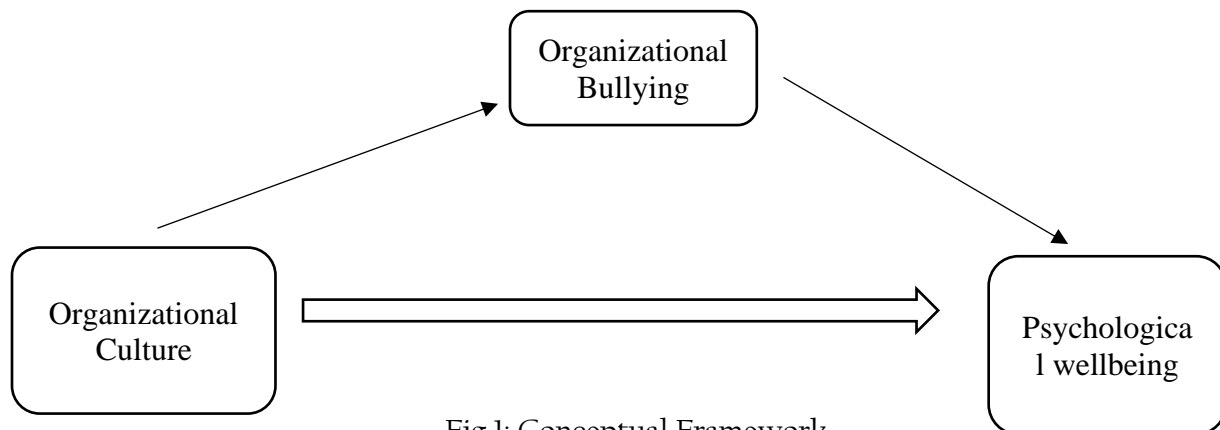 Organizational
Bullying
Organizational
Culture
Psychologica
l wellbeing
Fig 1: Conceptual Framework